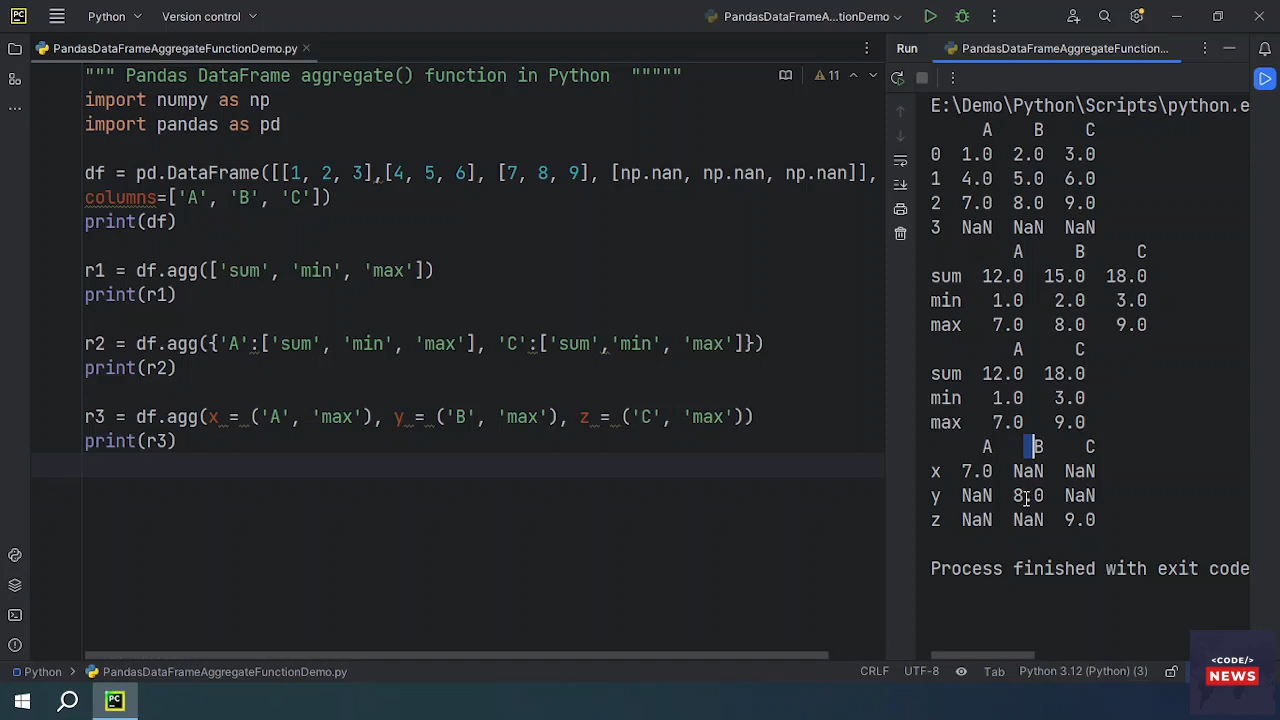 PC Python Version control PandasDataFrameA...tionDemo
PandasDataFrameAggregateFunctionDemo.py
Run PandasDataFrameAggregateFunction...
""" Pandas DataFrame aggregate() function in Python """""
11
import numpy as np
import pandas as pd
df = pd.DataFrame([[1, 2, 3],[4, 5, 6], [7, 8, 9], [np.nan, np.nan, np.nan]],
columns=['A', 'B', 'C'])
print(df)
r1 = df.agg(['sum', 'min', 'max'])
print(r1)
r2 = df.agg({'A':['sum', 'min', 'max'], 'C':['sum','min', 'max']})
print(r2)
r3 = df.agg(x = ('A', 'max'), y = ('B', 'max'), z = ('C', 'max'))
print(r3)
E:\Demo\Python\Scripts\python.e
A B C
0 1.0 2.0 3.0
1 4.0 5.0 6.0
2 7.0 8.0 9.0
3 NaN NaN NaN
A B C
sum 12.0 15.0 18.0
min 1.0 2.0 3.0
max 7.0 8.0 9.0
A C
sum 12.0 18.0
min 1.0 3.0
max 7.0 9.0
A B C
x 7.0 NaN NaN
y NaN 8.0 NaN
z NaN NaN 9.0
Process finished with exit code
Python > PandasDataFrameAggregateFunctionDemo.py
CRLF UTF-8 Tab Python 3.12 (Python) (3)
PC
<CODE/>
NEWS